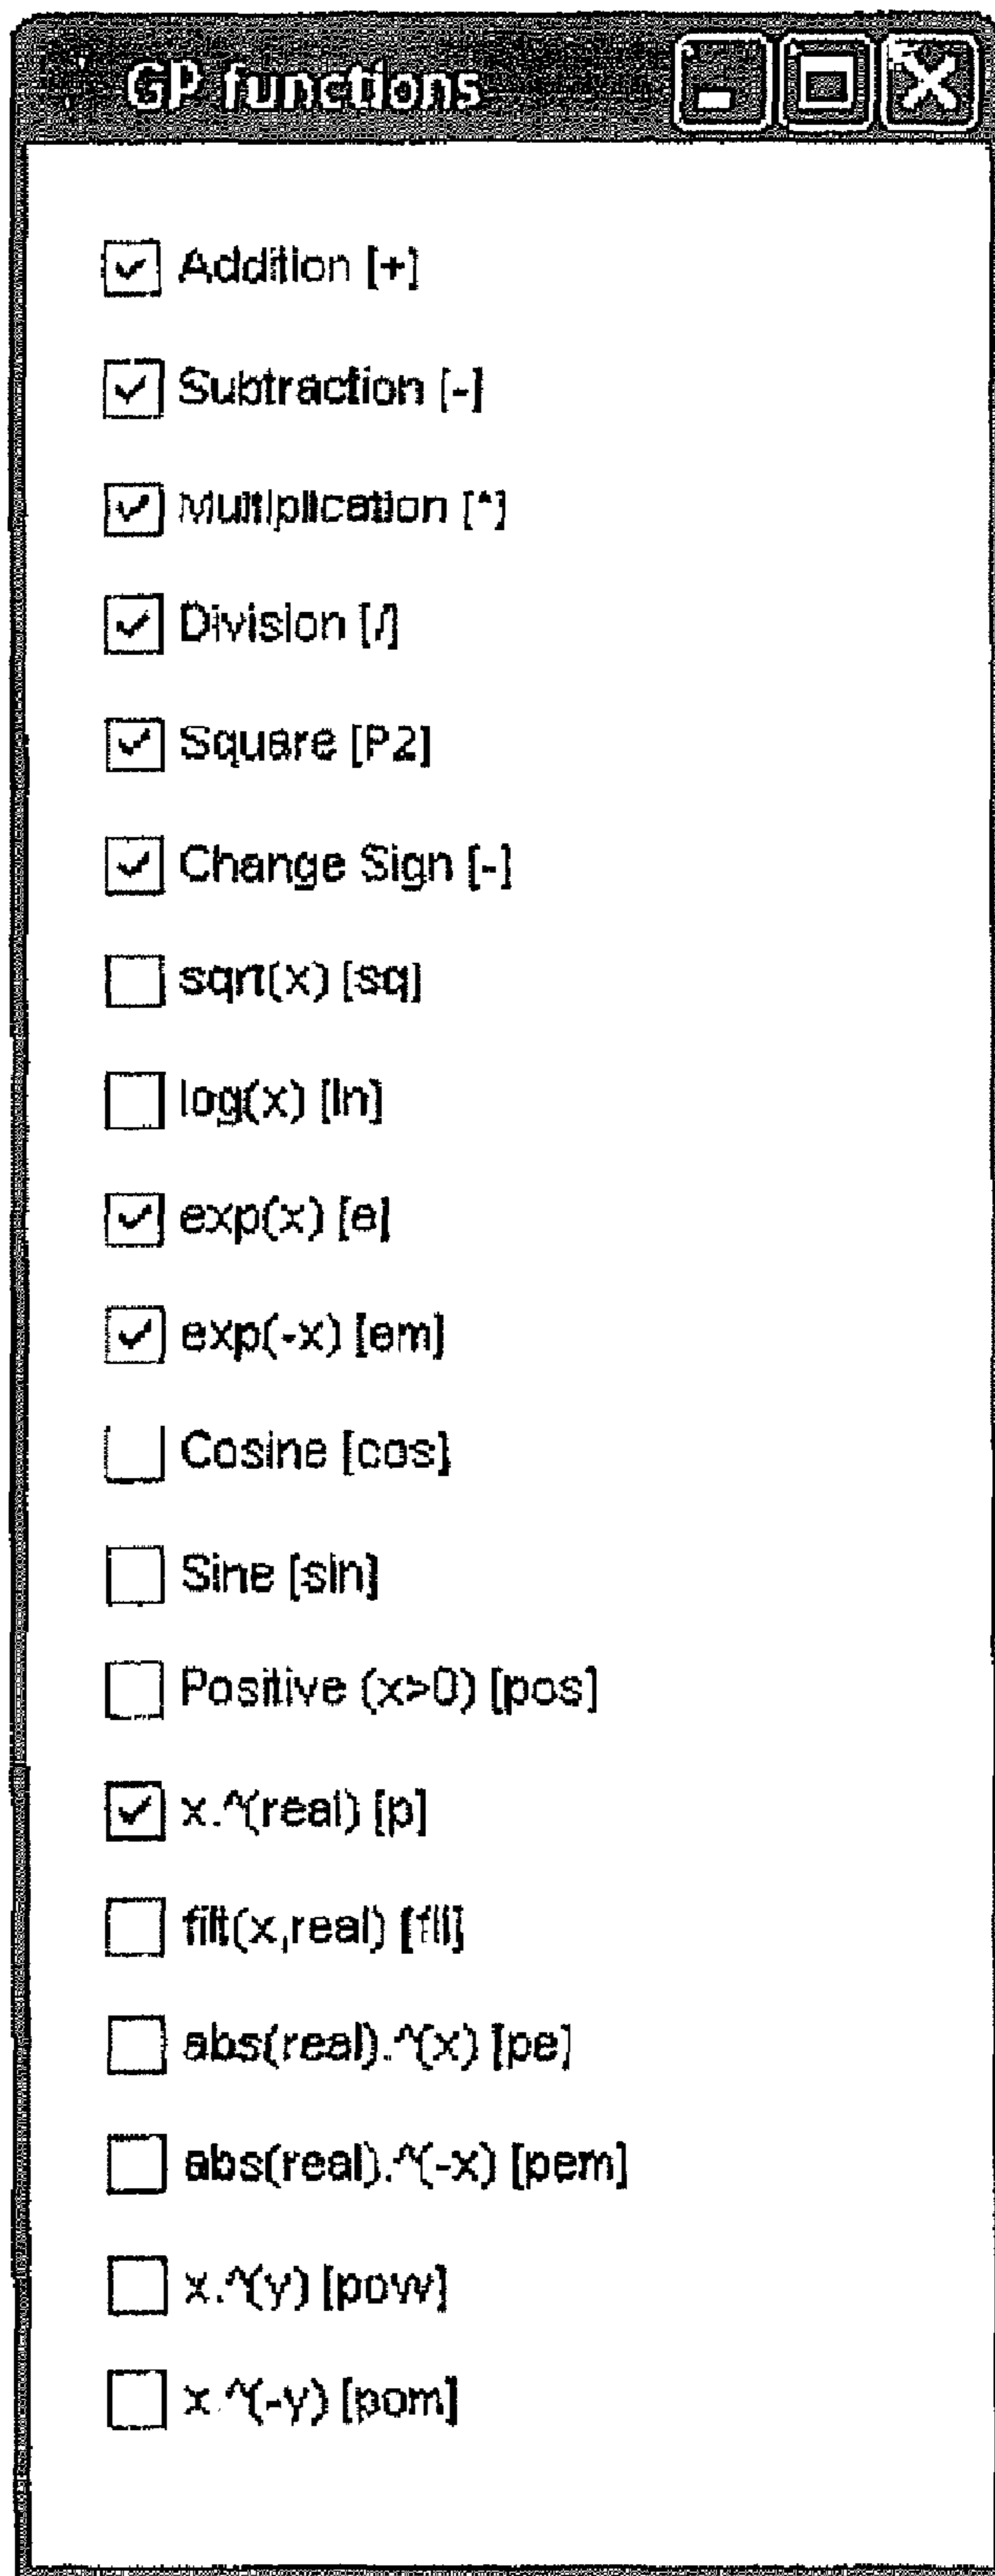 GP functions
Addition [+]
Subtraction [-]
Multiplication [*]
Division [/]
Square [P2]
Change Sign [-]
sqrt(x) [sq]
log(x) [ln]
exp(x) [e]
exp(-x) [em]
Cosine [cos]
Sine [sin]
Positive (x>0) [pos]
x.^(real) [p]
filt(x,real) [fil]
abs(real).^(x) [pe]
abs(real).^(-x) [pem]
x.^(y) [pow]
x.^(-y) [pom]